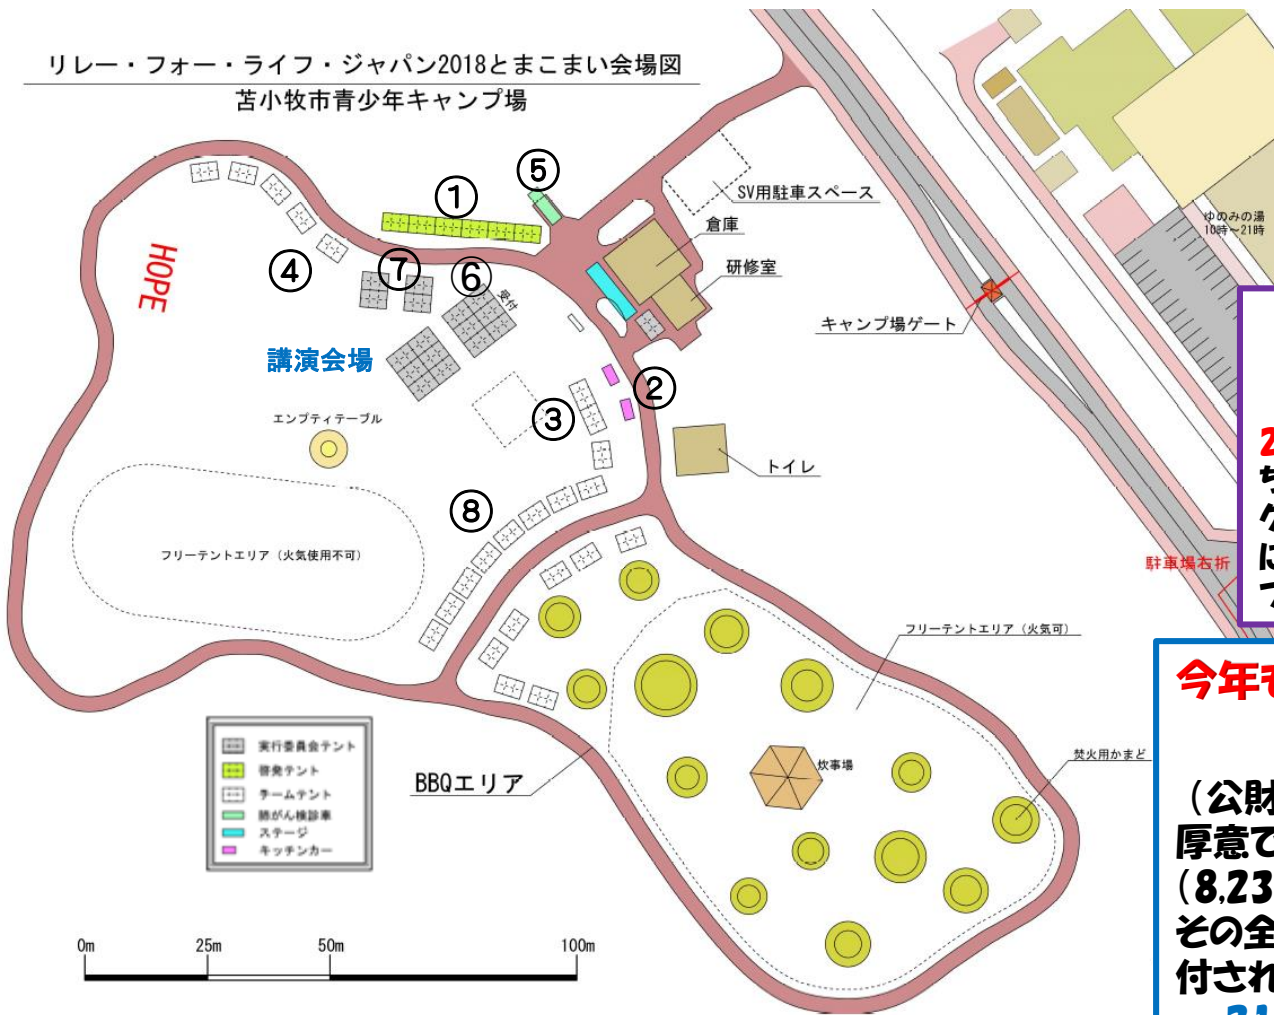 リレー・フォー・ライフ・ジャパン2018とまこまい会場図
苫小牧市青少年キャンプ場
⑤
①
SV用駐車スペース
倉庫
ゆのみの湯
10時～21時
HOPE
④
⑦
⑥
受付
研修室
キャンプ場ゲート
講演会場
②
③
エンプティテーブル
トイレ
⑧
フリーテントエリア（火気使用不可）
駐車場右折
フリーテントエリア（火気可）
今年も
実行委員会テント
啓発テント
チームテント
肺がん検診車
ステージ
キッチンカー
BBQエリア
炊事場
焚火用かまど
（公財
厚意で
（8,23
その全
付され
0m 25m 50m 100m